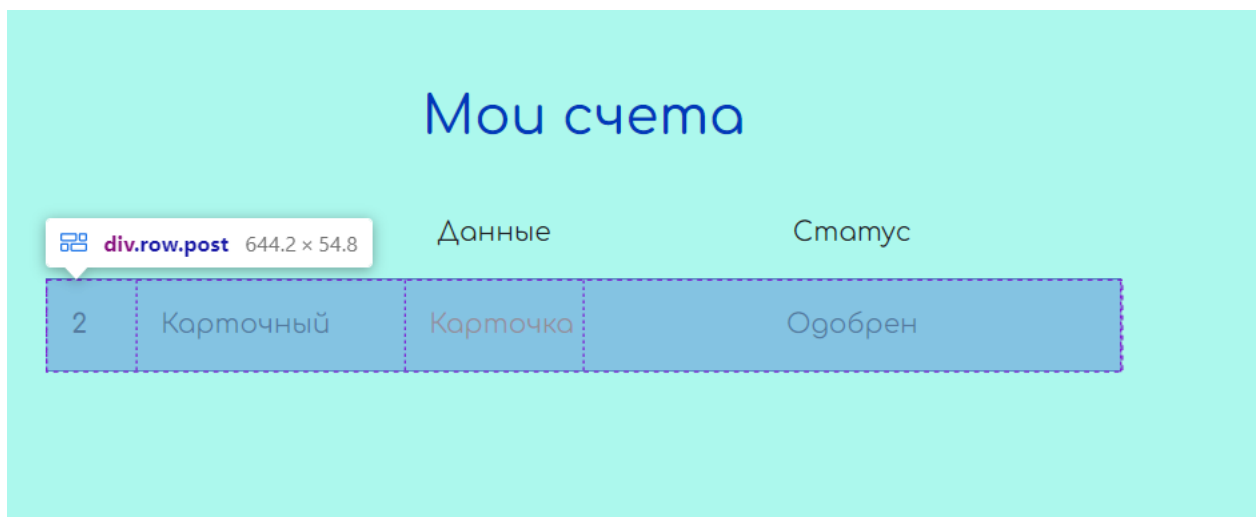 Мои счета
div.row.post 644.2 × 54.8 Данные Статус
2 Карточный Карточка Одобрен